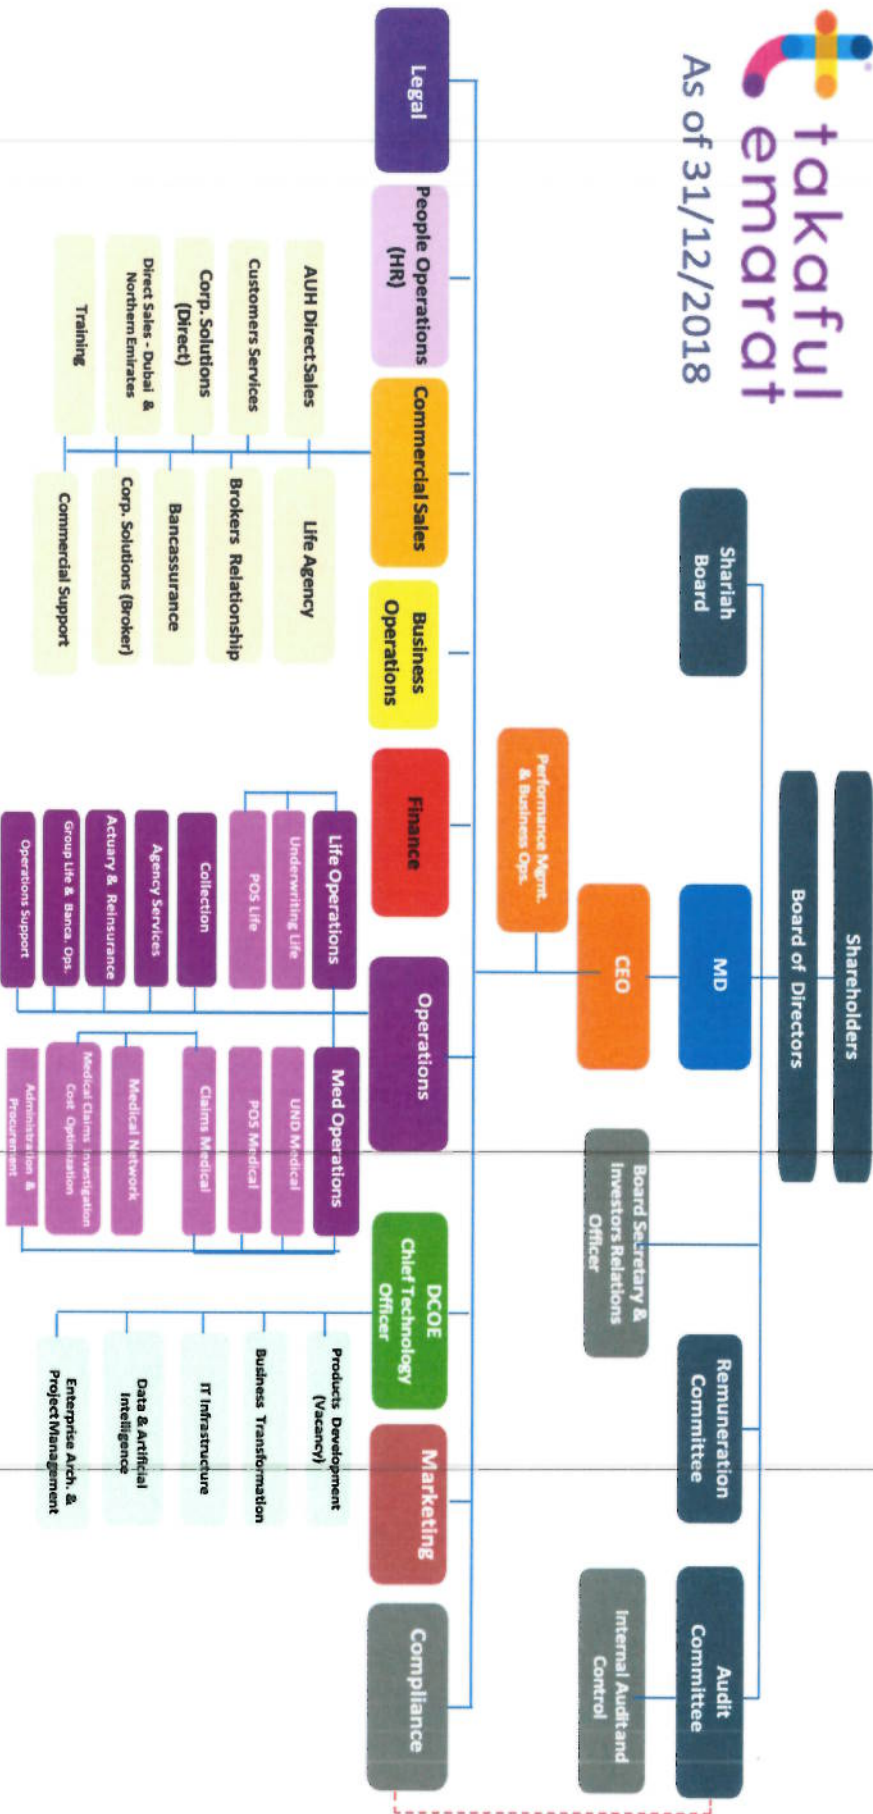 takaful
emarat
As of 31/12/2018
Shareholders
Board of Directors
Shariah
Board
MD
Remuneration
Committee
Audit
Committee
CEO
Board Secretary &
Investors Relations
Officer
Internal Audit and
Control
Performance Mgmt.
& Business Ops.
Legal
People Operations
(HR)
Commercial Sales
Business
Operations
Finance
Operations
DCOE
Chief Technology
Officer
Marketing
Compliance
AUH Direct Sales
Customers Services
Corp. Solutions
(Direct)
Direct Sales - Dubai &
Northern Emirates
Training
Life Agency
Brokers Relationship
Bancassurance
Corp. Solutions (Broker)
Commercial Support
Life Operations
Underwriting Life
POS Life
Collection
Agency Services
Actuary & Reinsurance
Group Life & Banca. Ops.
Operations Support
Med Operations
UND Medical
POS Medical
Claims Medical
Medical Network
Medical Claims Investigation
Cost Optimization
Administration &
Procurement
Products Development
(Vacancy)
Business Transformation
IT Infrastructure
Data & Artificial
Intelligence
Enterprise Arch. &
Project Management